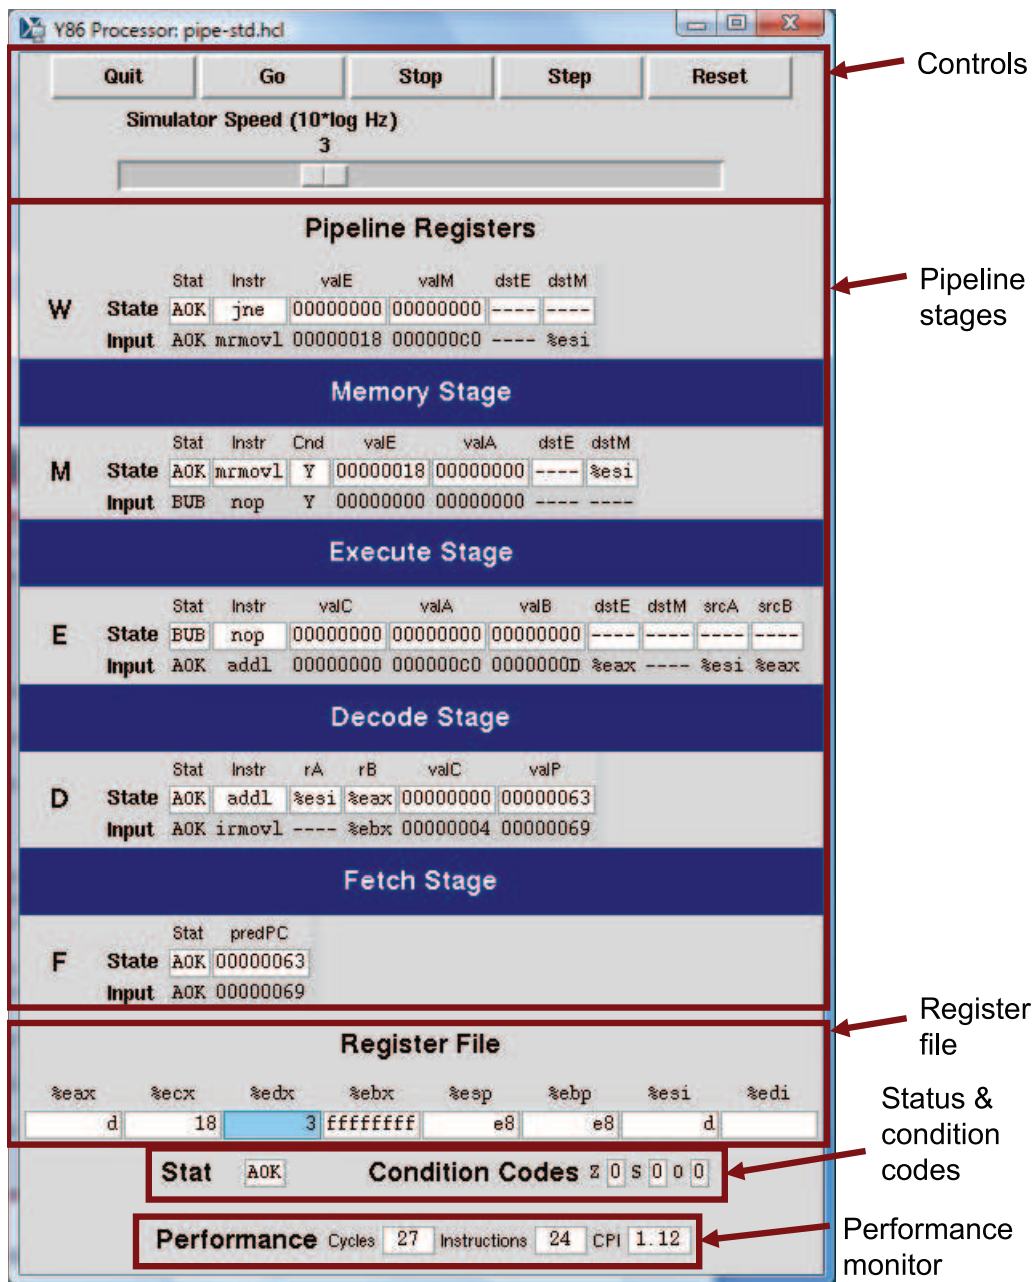 Y86 Processor: pipe-std.hcl
Controls
Quit Go Stop Step Reset
Simulator Speed (10*log Hz)
3
Pipeline Registers
Pipeline
stages
Stat Instr valE valM dstE dstM
W State AOK jne 00000000 00000000 ---- ----
Input AOK mrmovl 00000018 000000C0 ---- %esi
Memory Stage
Stat Instr Cnd valE valA dstE dstM
M State AOK mrmovl Y 00000018 00000000 ---- %esi
Input BUB nop Y 00000000 00000000 ---- ----
Execute Stage
Stat Instr valC valA valB dstE dstM srcA srcB
E State BUB nop 00000000 00000000 00000000 ---- ---- ---- ----
Input AOK addl 00000000 000000C0 0000000D %eax ---- %esi %eax
Decode Stage
Stat Instr rA rB valC valP
D State AOK addl %esi %eax 00000000 00000063
Input AOK irmovl ---- %ebx 00000004 00000069
Fetch Stage
Stat predPC
F State AOK 00000063
Input AOK 00000069
Register
file
Register File
%eax %ecx %edx %ebx %esp %ebp %esi %edi
d 18 3 ffffffff e8 e8 d
Status &
condition
codes
Stat AOK Condition Codes Z 0 S 0 O 0
Performance Cycles 27 Instructions 24 CPI 1.12
Performance
monitor